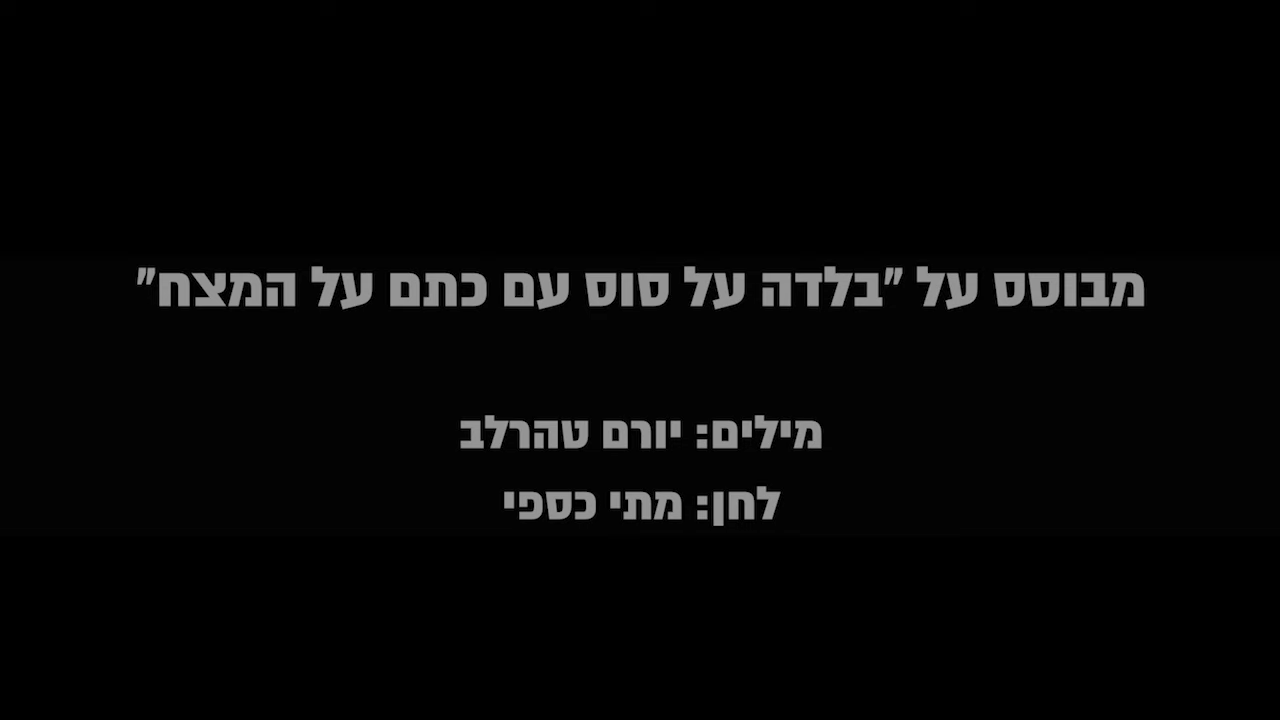 מבוסס על "בלדה על סוס עם כתם על המצח"
מילים: יורם טהרלב
לחן: מתי כספי